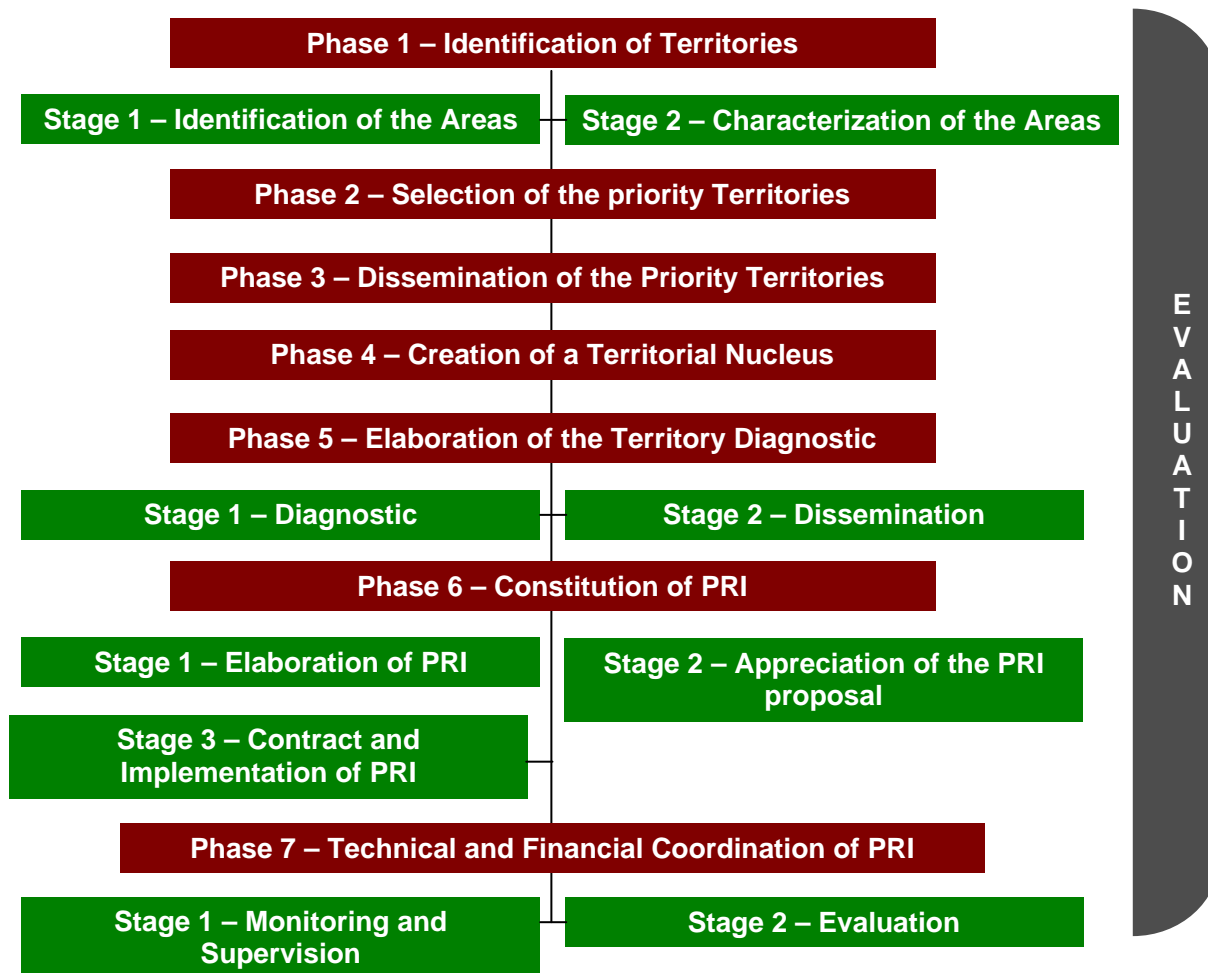 Phase 1 – Identification of Territories
Stage 1 – Identification of the Areas
Stage 2 – Characterization of the Areas
Phase 2 – Selection of the priority Territories
Phase 3 – Dissemination of the Priority Territories
Phase 4 – Creation of a Territorial Nucleus
Phase 5 – Elaboration of the Territory Diagnostic
Stage 1 – Diagnostic
Stage 2 – Dissemination
Phase 6 – Constitution of PRI
Stage 1 – Elaboration of PRI
Stage 2 – Appreciation of the PRI
proposal
Stage 3 – Contract and
Implementation of PRI
Phase 7 – Technical and Financial Coordination of PRI
Stage 1 – Monitoring and
Supervision
Stage 2 – Evaluation
E
V
A
L
U
A
T
I
O
N